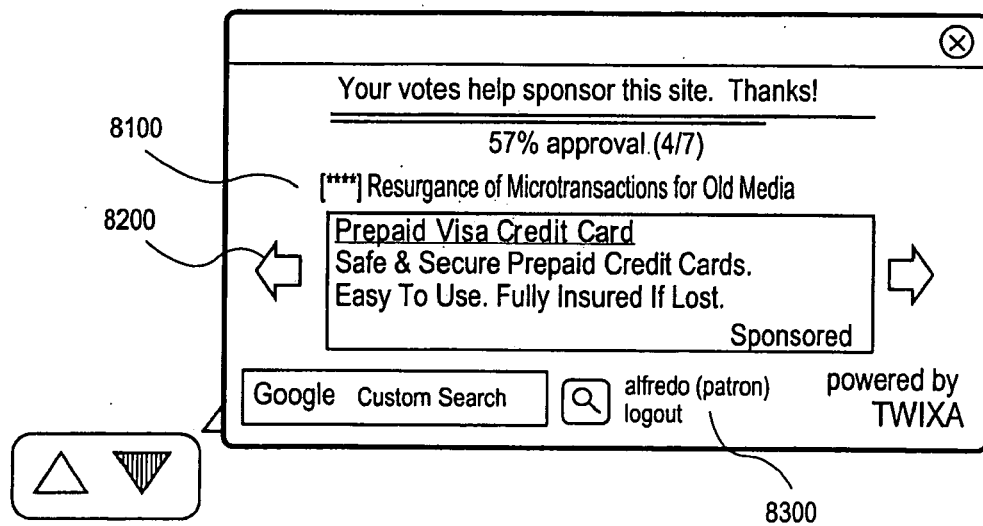 Your votes help sponsor this site. Thanks!
57% approval (4/7)
8100
[****] Resurgance of Microtransactions for Old Media
8200
Prepaid Visa Credit Card
Safe & Secure Prepaid Credit Cards.
Easy To Use. Fully Insured If Lost.
Sponsored
Google Custom Search
alfredo (patron)
logout
powered by
TWIXA
8300